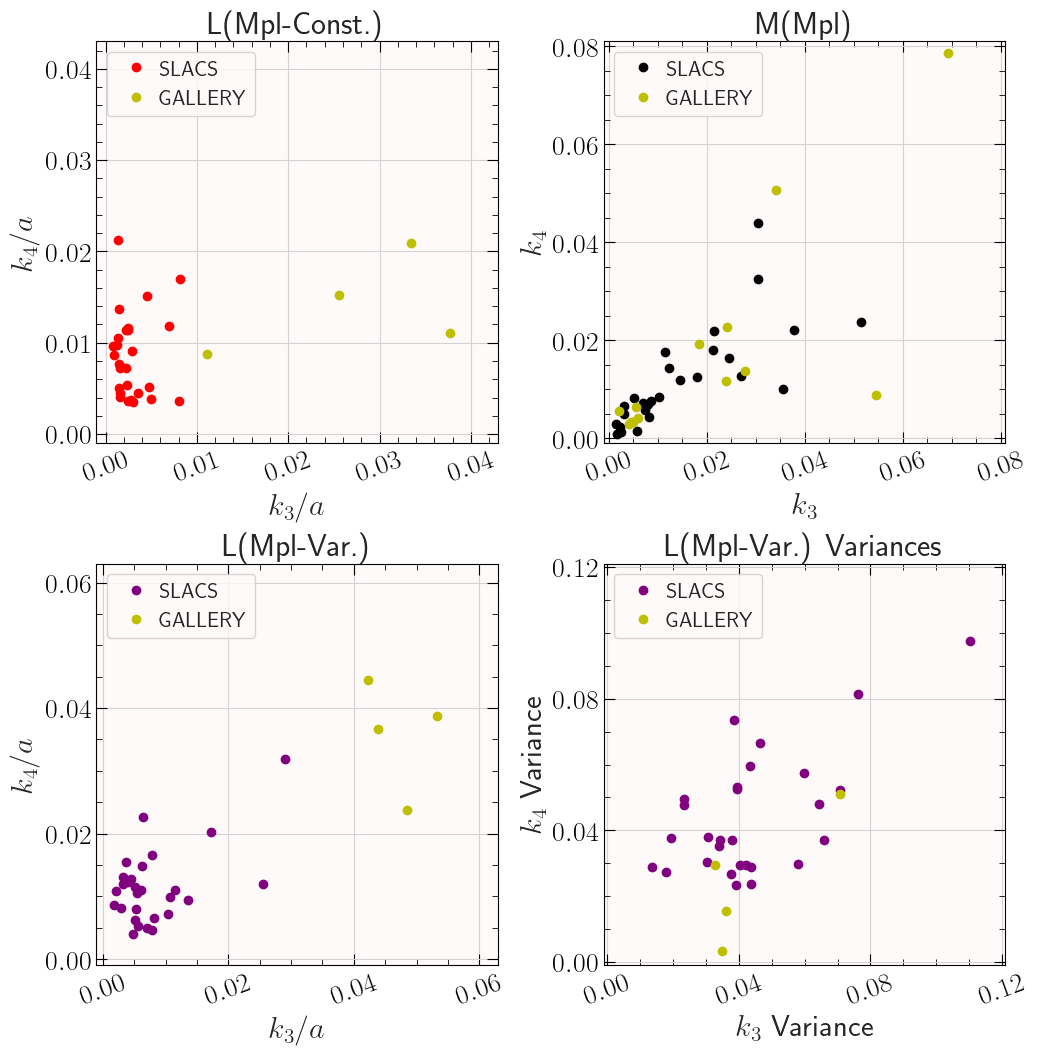 L(Mpl-Const.)
SLACS
GALLERY
0.04
0.03
0.02
0.01
0.00
k₄/a
0.00 0.01 0.02 0.03 0.04
k₃/a
M(Mpl)
SLACS
GALLERY
0.08
0.06
0.04
0.02
0.00
k₄
0.00 0.02 0.04 0.06 0.08
k₃
L(Mpl-Var.)
SLACS
GALLERY
0.06
0.04
0.02
0.00
k₄/a
0.00 0.02 0.04 0.06
k₃/a
L(Mpl-Var.) Variances
SLACS
GALLERY
0.12
0.08
0.04
0.00
k₄ Variance
0.00 0.04 0.08 0.12
k₃ Variance